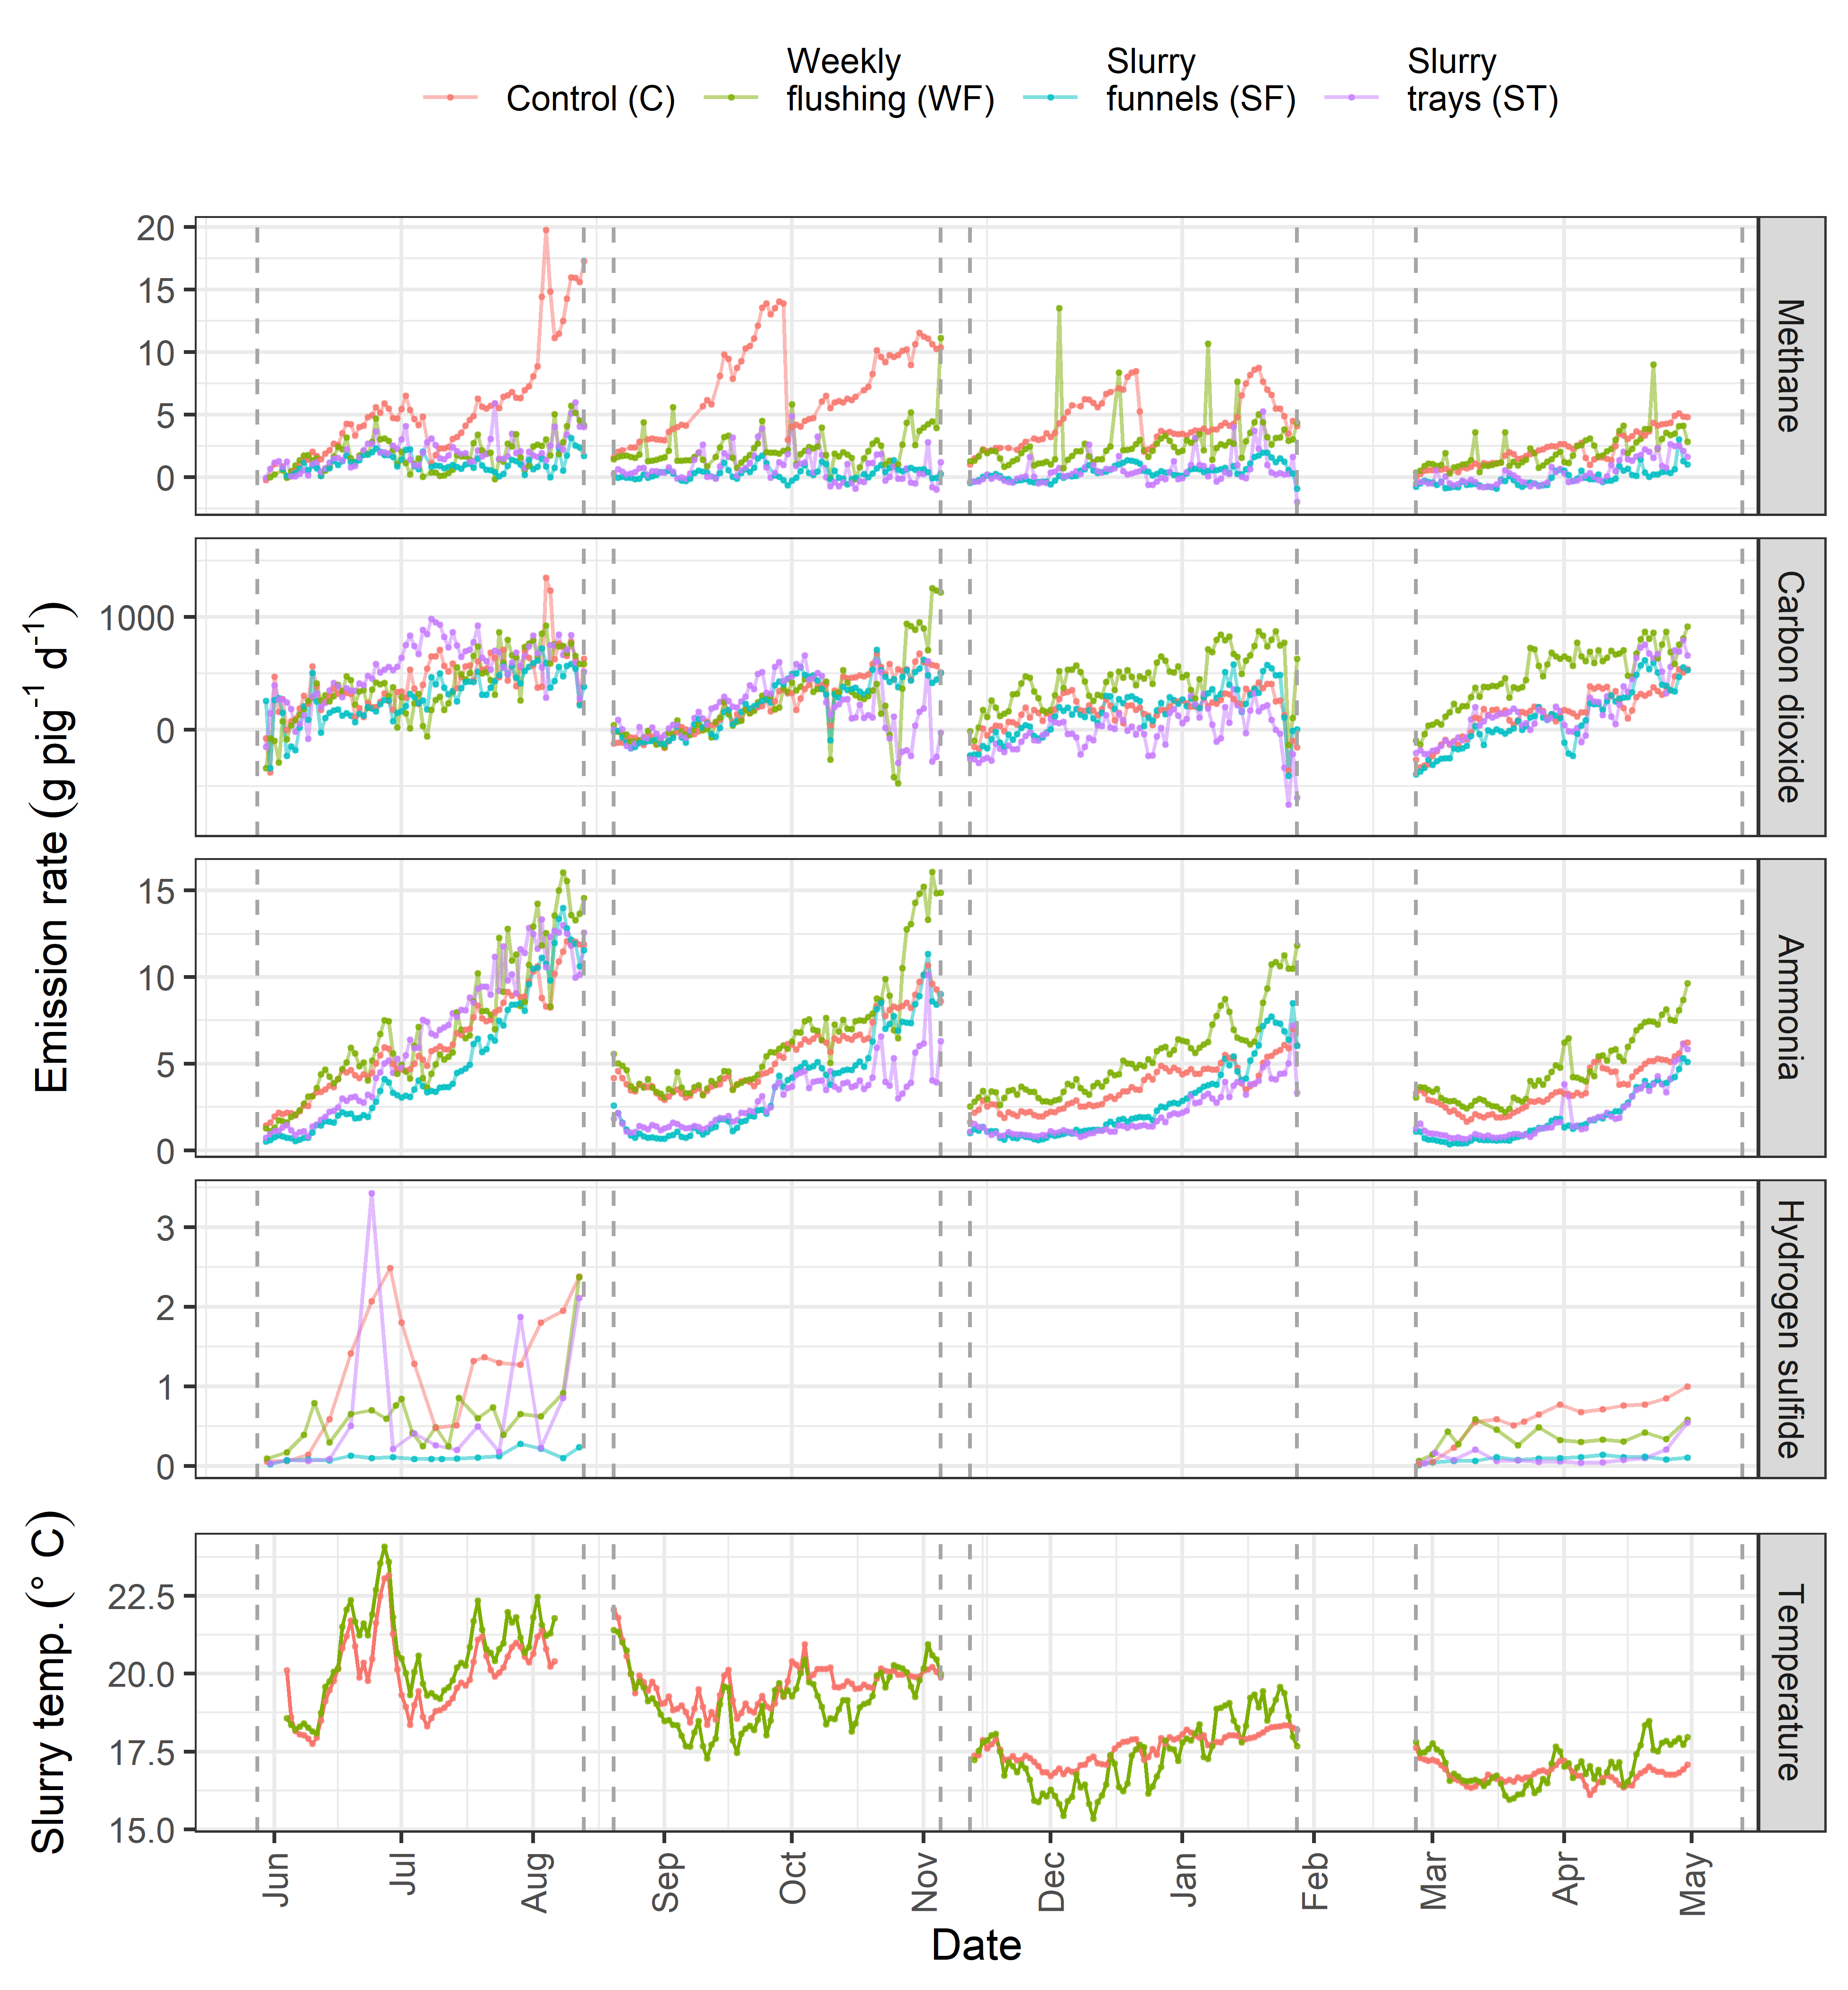 Weekly
Slurry
Slurry
Control (C)
flushing (WF)
funnels (SF)
trays (ST)
20
15
10
5
0
Methane
1000
0
Carbon dioxide
15
10
5
0
Ammonia
3
2
1
0
Hydrogen sulfide
Emission rate (g pig⁻¹ d⁻¹)
22.5
20.0
17.5
15.0
Temperature
Slurry temp. (° C)
Jun
Jul
Aug
Sep
Oct
Nov
Dec
Jan
Feb
Mar
Apr
May
Date